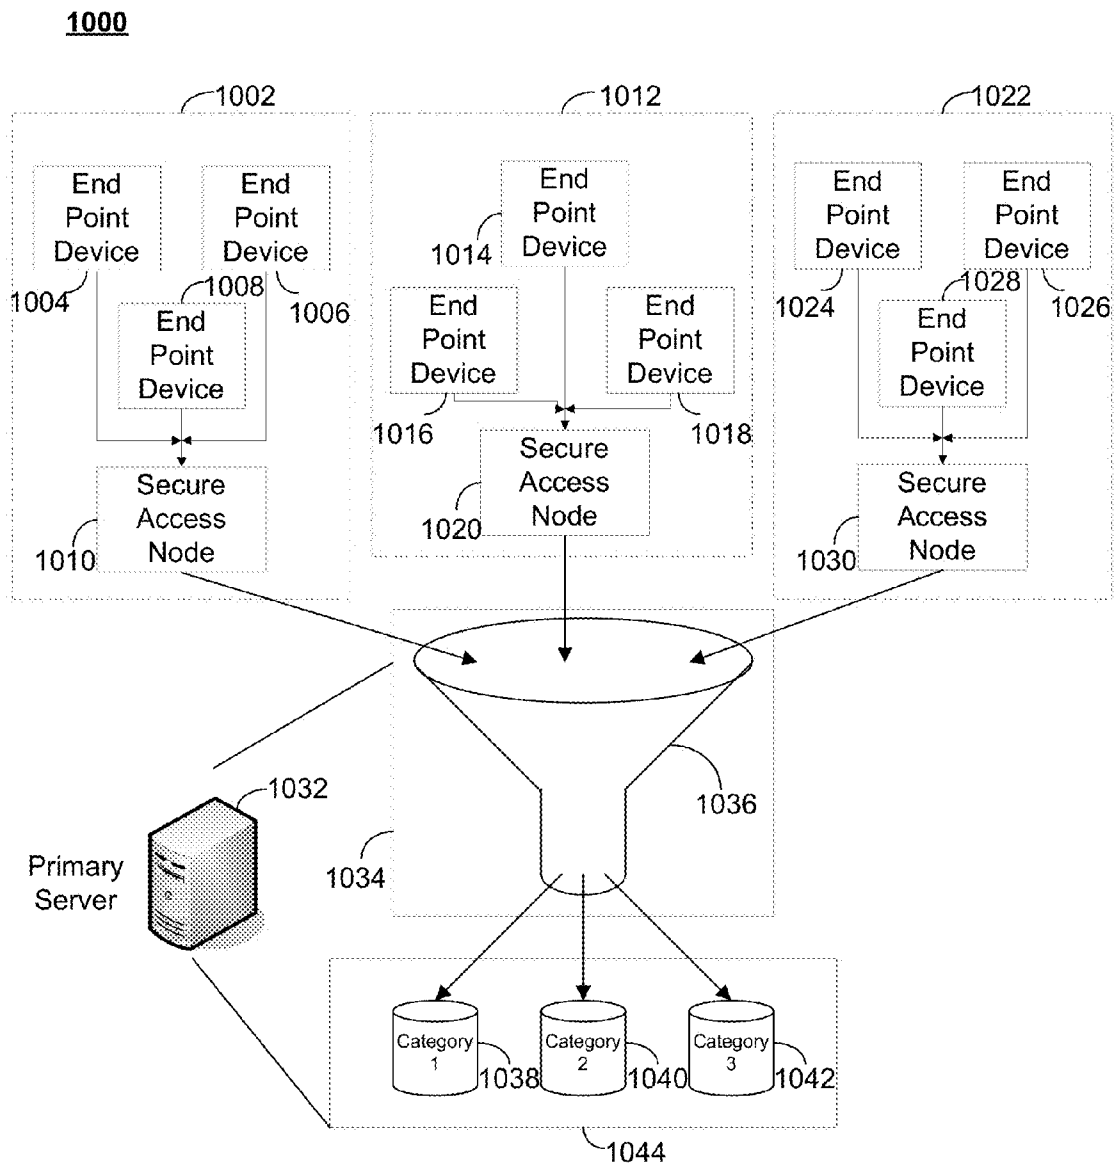 1000
1002
1012
1022
End
Point
Device
1004
End
Point
Device
1006
1008
End
Point
Device
Secure
Access
Node
1010
End
Point
Device
1014
End
Point
Device
1016
End
Point
Device
1018
Secure
Access
Node
1020
End
Point
Device
1024
End
Point
Device
1026
1028
End
Point
Device
Secure
Access
Node
1030
1032
Primary
Server
1034
1036
Category
1
1038
Category
2
1040
Category
3
1042
1044